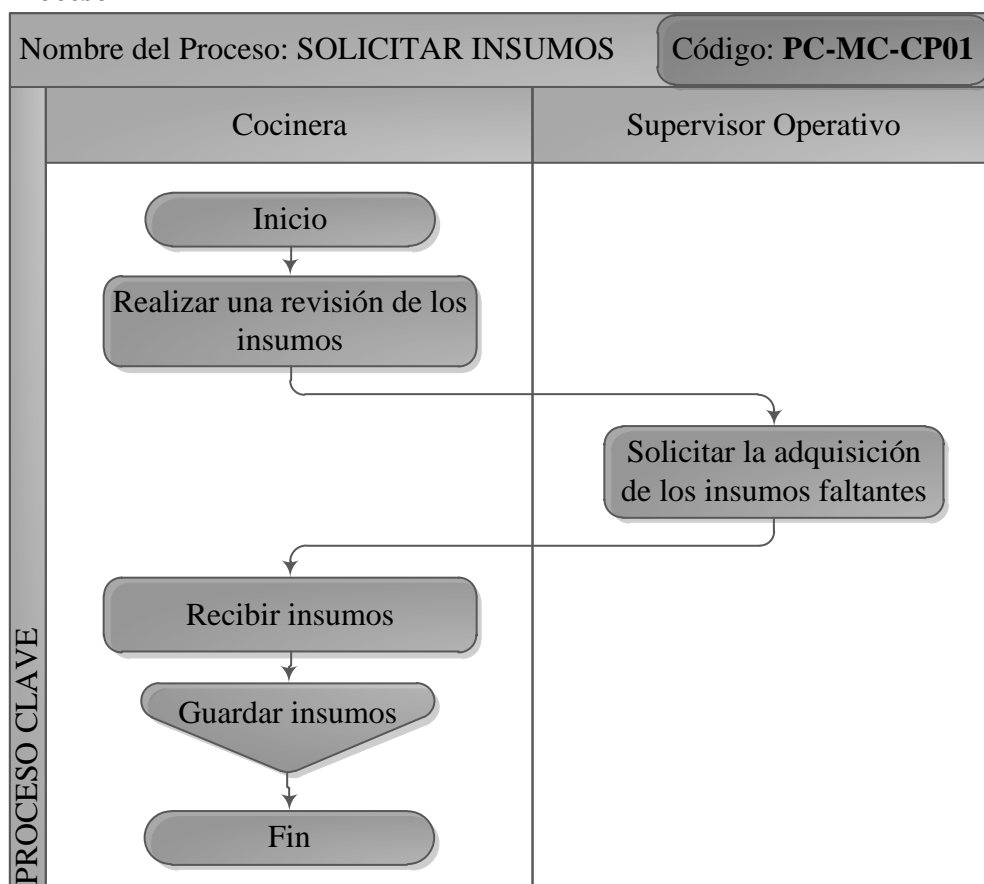 Nombre del Proceso: SOLICITAR INSUMOS
Código: PC-MC-CP01
PROCESO CLAVE
Cocinera
Supervisor Operativo
Inicio
Realizar una revisión de los
insumos
Solicitar la adquisición
de los insumos faltantes
Recibir insumos
Guardar insumos
Fin